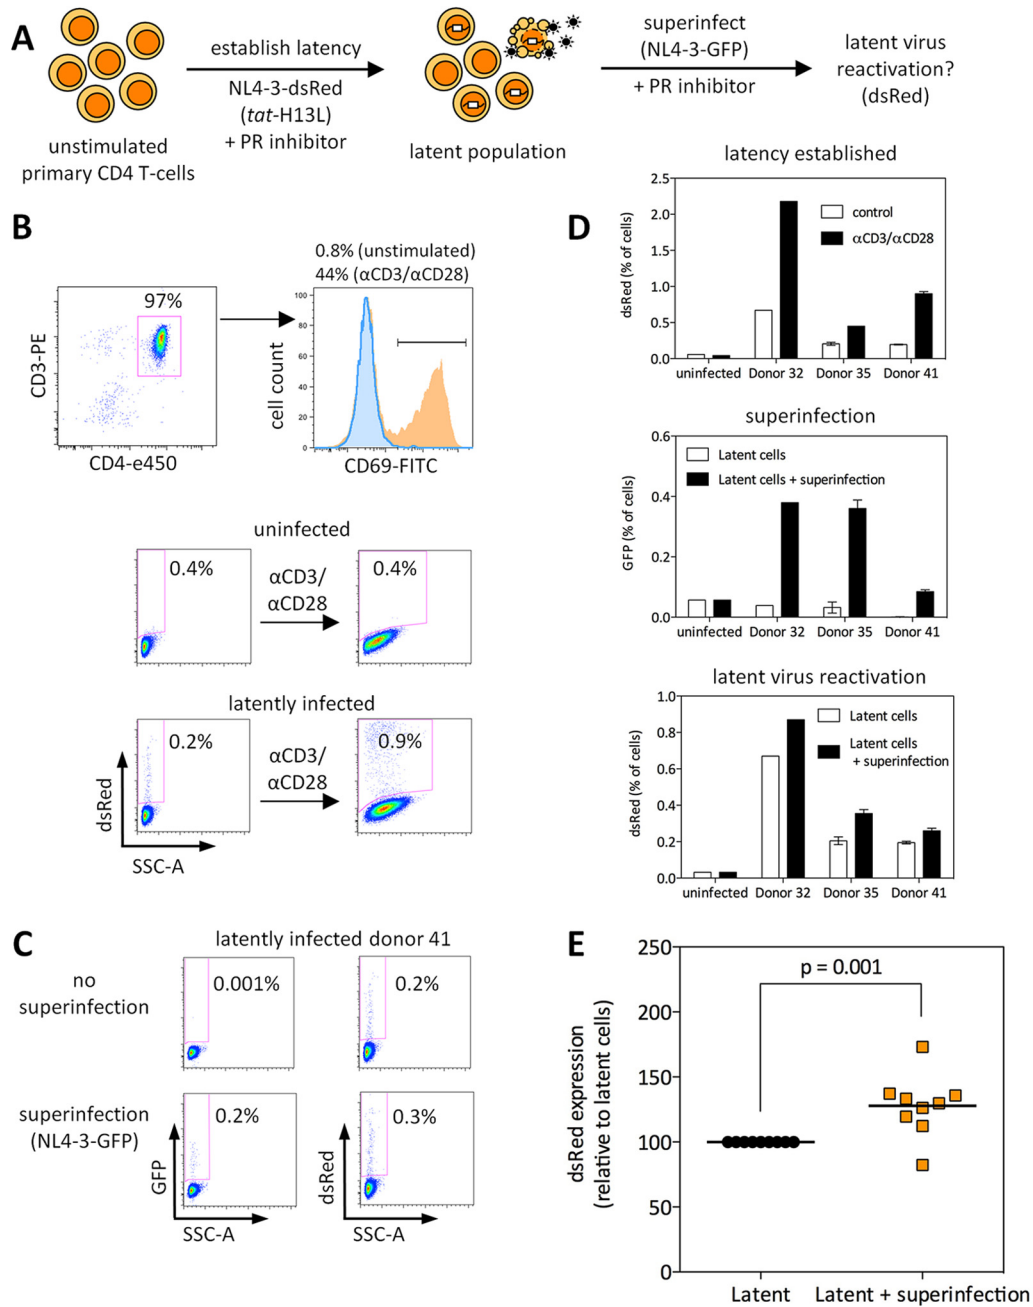 A
unstimulated
primary CD4 T-cells
establish latency
NL4-3-dsRed
(tat-H13L)
+ PR inhibitor
latent population
superinfect
(NL4-3-GFP)
+ PR inhibitor
latent virus
reactivation?
(dsRed)
B
97%
CD3-PE
CD4-e450
0.8% (unstimulated)
44% (αCD3/αCD28)
cell count
100
80
60
40
20
0
CD69-FITC
uninfected
0.4%
αCD3/
αCD28
0.4%
latently infected
0.2%
αCD3/
αCD28
0.9%
dsRed
SSC-A
C
latently infected donor 41
no
superinfection
0.001%
0.2%
superinfection
(NL4-3-GFP)
0.2%
0.3%
GFP
SSC-A
dsRed
SSC-A
D
latency established
dsRed (% of cells)
2.5
2.0
1.5
1.0
0.5
0.0
control
αCD3/αCD28
uninfected Donor 32 Donor 35 Donor 41
superinfection
GFP (% of cells)
0.6
0.4
0.2
0.0
Latent cells
Latent cells + superinfection
uninfected Donor 32 Donor 35 Donor 41
latent virus reactivation
dsRed (% of cells)
1.0
0.8
0.6
0.4
0.2
0.0
Latent cells
Latent cells
+ superinfection
uninfected Donor 32 Donor 35 Donor 41
E
dsRed expression
(relative to latent cells)
250
200
150
100
50
0
p = 0.001
Latent Latent + superinfection